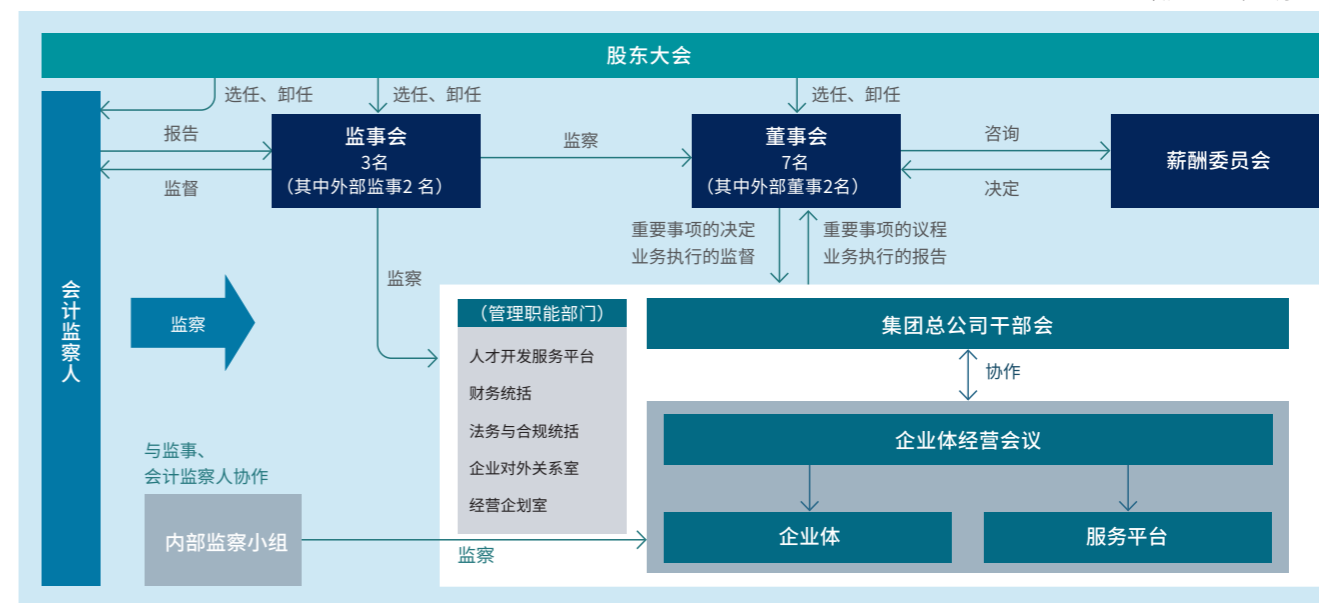 股东大会
选任、卸任
选任、卸任
选任、卸任
报告
监督
监事会
3名
（其中外部监事2 名）
监察
董事会
7名
（其中外部董事2名）
咨询
决定
薪酬委员会
重要事项的决定
业务执行的监督
重要事项的议程
业务执行的报告
会计监察人
监察
监察
（管理职能部门）
人才开发服务平台
财务统括
法务与合规统括
企业对外关系室
经营企划室
集团总公司干部会
协作
企业体经营会议
企业体
服务平台
与监事、
会计监察人协作
内部监察小组
监察